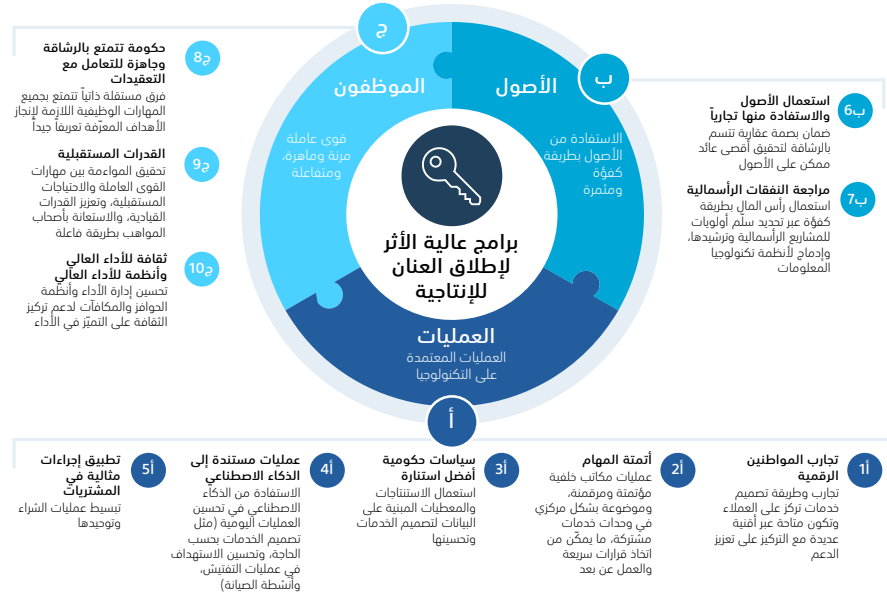 برامج عالية الأثر
لإطلاق العنان
للإنتاجية
أ
العمليات
العمليات المعتمدة
على التكنولوجيا
أ1
تجارب المواطنين
الرقمية
تجارب وطريقة تصميم
خدمات تركز على العملاء
وتكون متاحة عبر أقنية
عديدة مع التركيز على تعزيز
الدعم
أ2
أتمتة المهام
عمليات مكاتب خلفية
مؤتمتة ومرقمنة،
وموضوعة بشكل مركزي
في وحدات خدمات
مشتركة، ما يمكّن من
اتخاذ قرارات سريعة
والعمل عن بعد
أ3
سياسات حكومية
أفضل استنارة
استعمال الاستنتاجات
والمعطيات المبنية على
البيانات لتصميم الخدمات
وتحسينها
أ4
عمليات مستندة إلى
الذكاء الاصطناعي
الاستفادة من الذكاء
الاصطناعي في تحسين
العمليات اليومية (مثل
تصميم الخدمات بحسب
الحاجة، وتحسين الاستهداف
في عمليات التفتيش،
وأنشطة الصيانة)
أ5
تطبيق إجراءات
مثالية في
المشتريات
تبسيط عمليات الشراء
وتوحيدها
ب
الأصول
الاستفادة من
الأصول بطريقة
كفؤة
ومثمرة
ب6
استعمال الأصول
والاستفادة منها تجارياً
ضمان بصمة عقارية تتسم
بالرشاقة لتحقيق أقصى عائد
ممكن على الأصول
ب7
مراجعة النفقات الرأسمالية
استعمال رأس المال بطريقة
كفؤة عبر تحديد سلّم أولويات
للمشاريع الرأسمالية وترشيدها،
وإدماج لأنظمة تكنولوجيا
المعلومات
ج
الموظفون
قوى عاملة
مرنة وماهرة،
ومتفاعلة
ج8
حكومة تتمتع بالرشاقة
وجاهزة للتعامل مع
التعقيدات
فرق مستقلة ذاتياً تتمتع بجميع
المهارات الوظيفية اللازمة لإنجاز
الأهداف المعرّفة تعريفاً جيداً
ج9
القدرات المستقبلية
تحقيق المواءمة بين مهارات
القوى العاملة والاحتياجات
المستقبلية، وتعزيز القدرات
القيادية، والاستعانة بأصحاب
المواهب بطريقة فاعلة
ج10
ثقافة للأداء العالي
وأنظمة للأداء العالي
تحسين إدارة الأداء وأنظمة
الحوافز والمكافآت لدعم تركيز
الثقافة على التميّز في الأداء